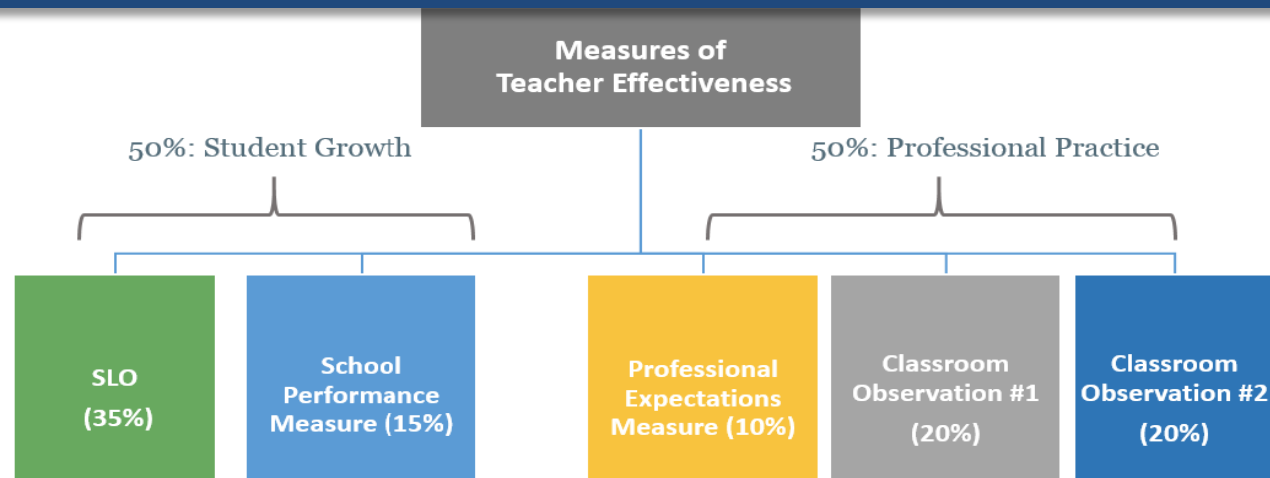 Measures of
Teacher Effectiveness
50%: Student Growth
50%: Professional Practice
SLO
(35%)
School
Performance
Measure (15%)
Professional
Expectations
Measure (10%)
Classroom
Observation #1
(20%)
Classroom
Observation #2
(20%)